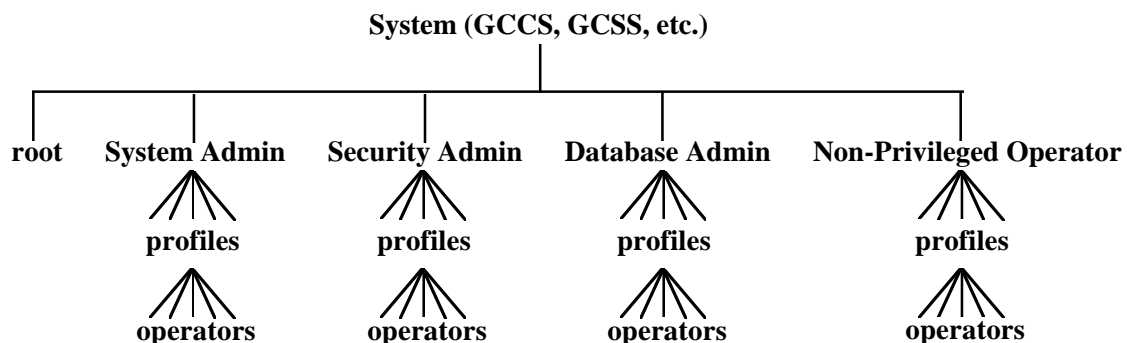 System (GCCS, GCSS, etc.)
root System Admin Security Admin Database Admin Non-Privileged Operator
profiles profiles profiles profiles
operators operators operators operators